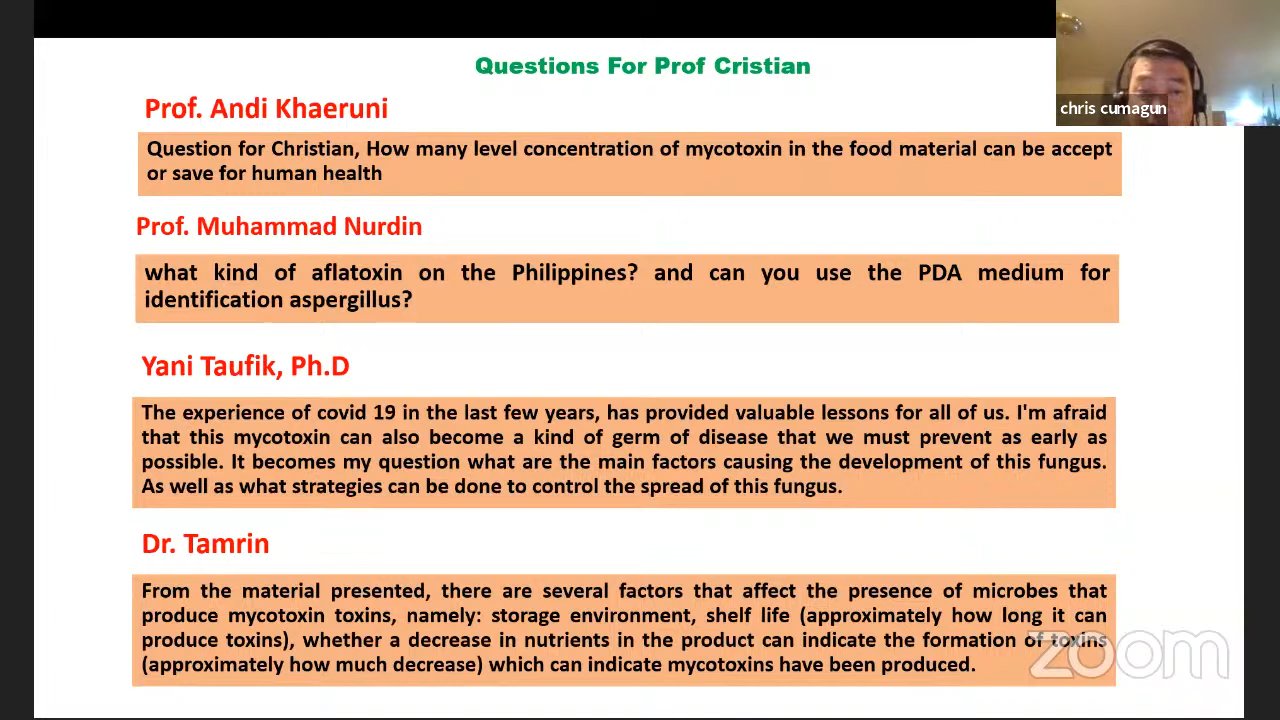 Questions For Prof Cristian
chris cumagun
Prof. Andi Khaeruni
Question for Christian, How many level concentration of mycotoxin in the food material can be accept
or save for human health
Prof. Muhammad Nurdin
what kind of aflatoxin on the Philippines? and can you use the PDA medium for
identification aspergillus?
Yani Taufik, Ph.D
The experience of covid 19 in the last few years, has provided valuable lessons for all of us. I'm afraid
that this mycotoxin can also become a kind of germ of disease that we must prevent as early as
possible. It becomes my question what are the main factors causing the development of this fungus.
As well as what strategies can be done to control the spread of this fungus.
Dr. Tamrin
From the material presented, there are several factors that affect the presence of microbes that
produce mycotoxin toxins, namely: storage environment, shelf life (approximately how long it can
produce toxins), whether a decrease in nutrients in the product can indicate the formation of toxins
(approximately how much decrease) which can indicate mycotoxins have been produced.
zoom